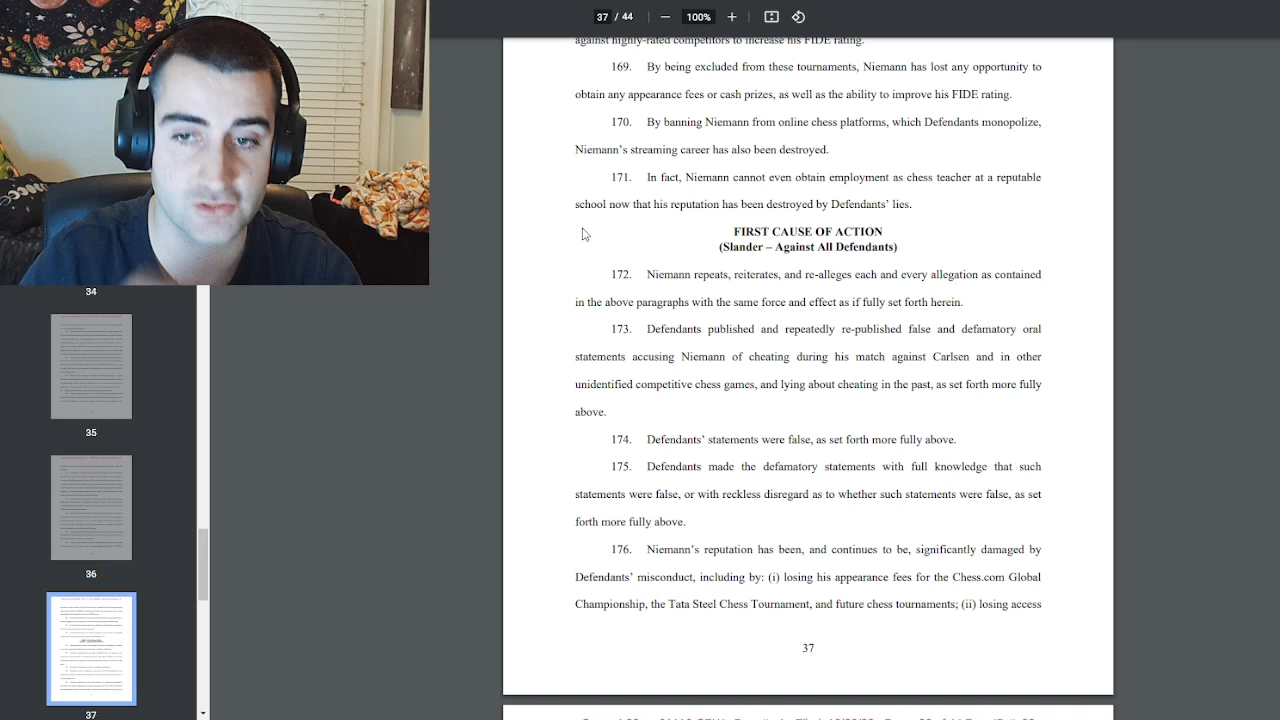 37 / 44
100%
against highly-rated competitors to increase his FIDE rating.
169. By being excluded from these tournaments, Niemann has lost any opportunity to
obtain any appearance fees or cash prizes, as well as the ability to improve his FIDE rating.
170. By banning Niemann from online chess platforms, which Defendants monopolize,
Niemann's streaming career has also been destroyed.
171. In fact, Niemann cannot even obtain employment as chess teacher at a reputable
school now that his reputation has been destroyed by Defendants' lies.
FIRST CAUSE OF ACTION
(Slander – Against All Defendants)
172. Niemann repeats, reiterates, and re-alleges each and every allegation as contained
in the above paragraphs with the same force and effect as if fully set forth herein.
173. Defendants published and repeatedly re-published false and defamatory oral
statements accusing Niemann of cheating during his match against Carlsen and in other
unidentified competitive chess games, and lying about cheating in the past, as set forth more fully
above.
174. Defendants' statements were false, as set forth more fully above.
175. Defendants made the defamatory statements with full knowledge that such
statements were false, or with reckless disregard as to whether such statements were false, as set
forth more fully above.
176. Niemann's reputation has been, and continues to be, significantly damaged by
Defendants' misconduct, including by: (i) losing his appearance fees for the Chess.com Global
Championship, the Tata Steel Chess Tournament, and future chess tournaments; (ii) losing access
37
34
35
36
37